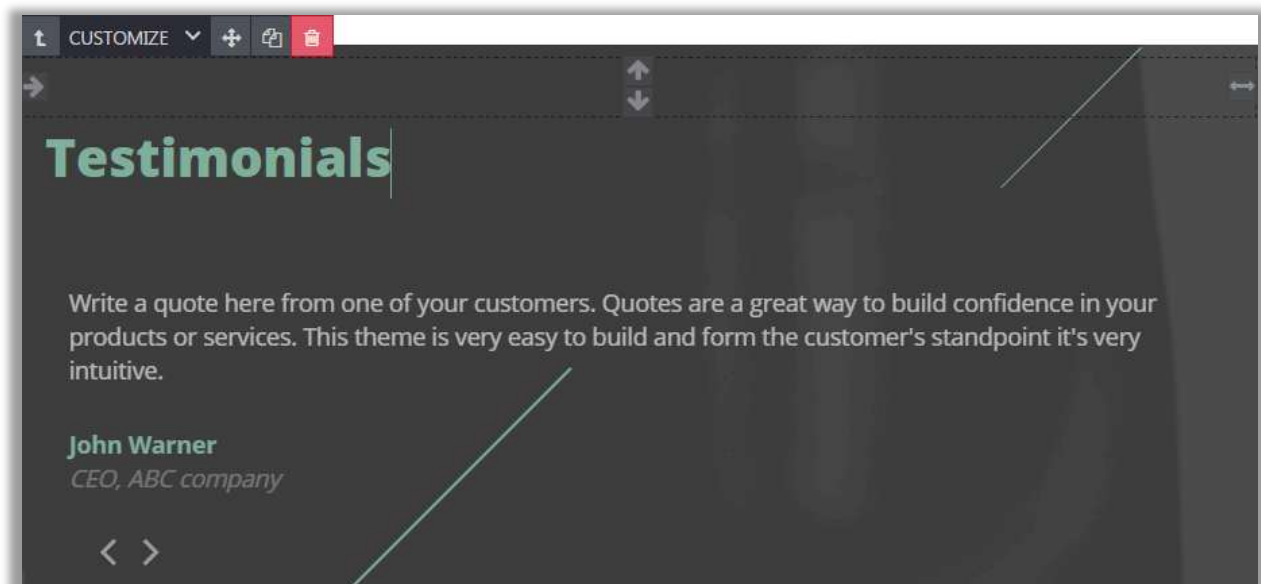 CUSTOMIZE
Testimonials
Write a quote here from one of your customers. Quotes are a great way to build confidence in your
products or services. This theme is very easy to build and form the customer's standpoint it's very
intuitive.
John Warner
CEO, ABC company